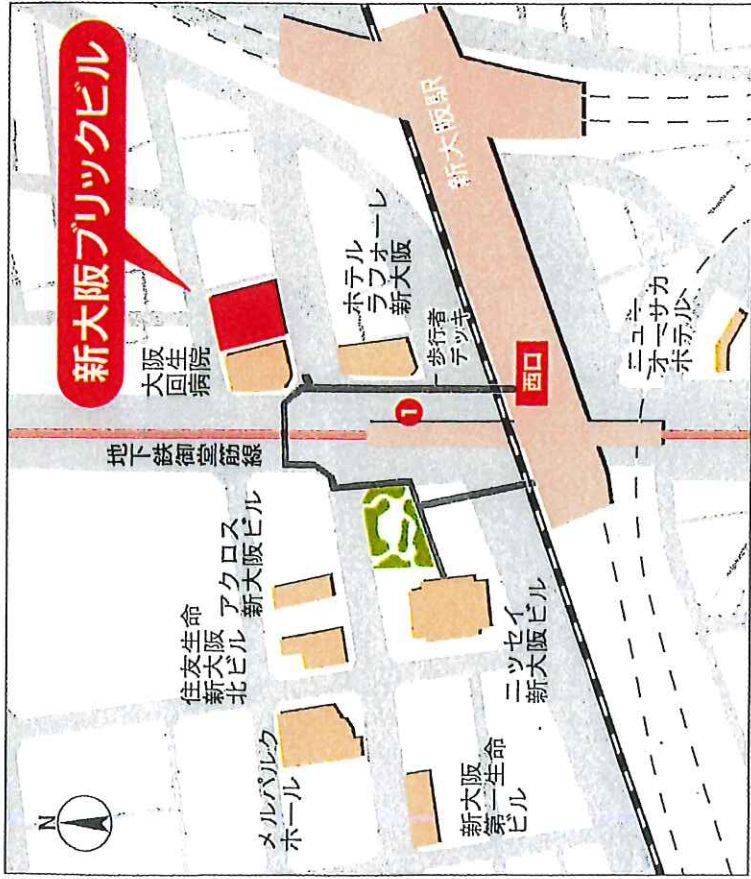 N
新大阪ブリックビル
大阪
回生
病院
地下鉄御堂筋線
ホテル
ラフォーレ
新大阪
歩行者
デッキ
1
西口
新大阪駅
ニュー
オーサカ
ホテル
アクロス
新大阪ビル
住友生命
新大阪
北ビル
メルパルク
ホール
ニッセイ
新大阪ビル
新大阪
第一生命
ビル